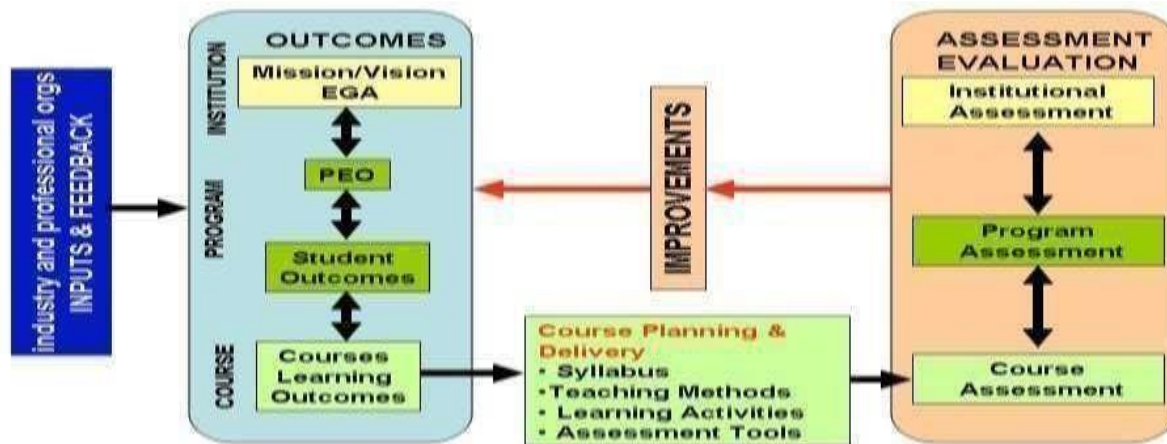 industry and professional orgs
INPUTS & FEEDBACK
OUTCOMES
INSTITUTION
Mission/Vision
EGA
PROGRAM
PEO
Student
Outcomes
COURSE
Courses
Learning
Outcomes
IMPROVEMENTS
Course Planning &
Delivery
• Syllabus
•Teaching Methods
• Learning Activities
• Assessment Tools
ASSESSMENT
EVALUATION
Institutional
Assessment
Program
Assessment
Course
Assessment